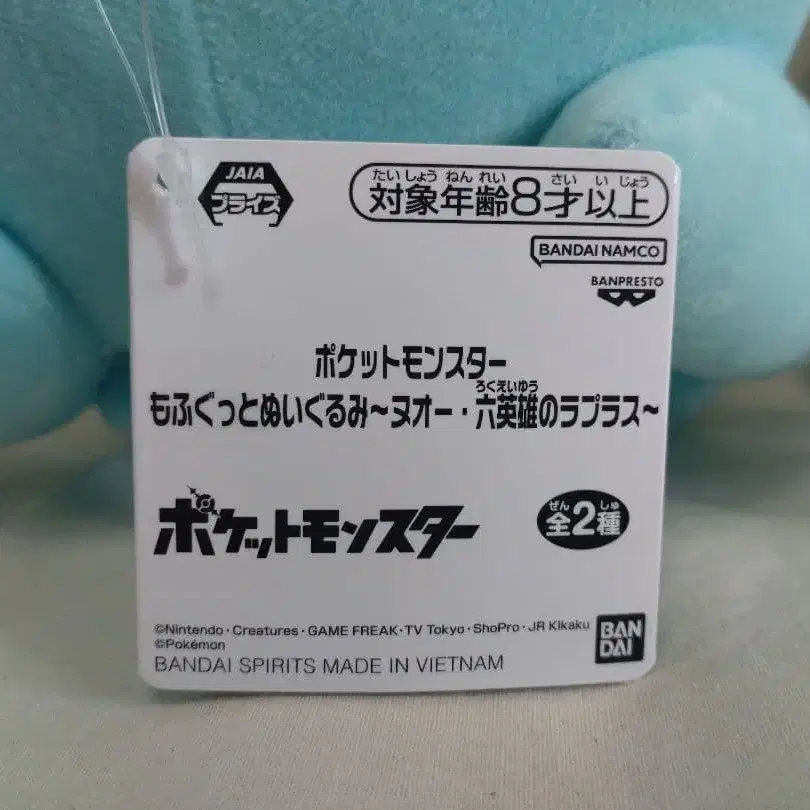 JAIA
プライズ
たいしょうねんれい さいいじょう
対象年齢8才以上
BANDAI NAMCO
BANPRESTO
ポケットモンスター
ろくえいゆう
もふぐっとぬいぐるみ~ヌオー・六英雄のラプラス~
ポケットモンスター
ぜん しゅ
全2種
©Nintendo・Creatures・GAME FREAK・TV Tokyo・ShoPro・JR Kikaku
©Pokémon
BANDAI SPIRITS MADE IN VIETNAM
BAN
DAI